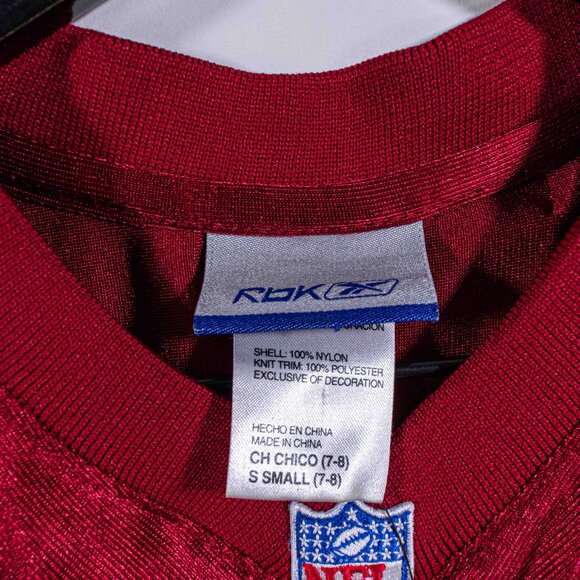 RBK
SHELL: 100% NYLON
KNIT TRIM: 100% POLYESTER
EXCLUSIVE OF DECORATION
HECHO EN CHINA
MADE IN CHINA
CH CHICO (7-8)
S SMALL (7-8)
NFL